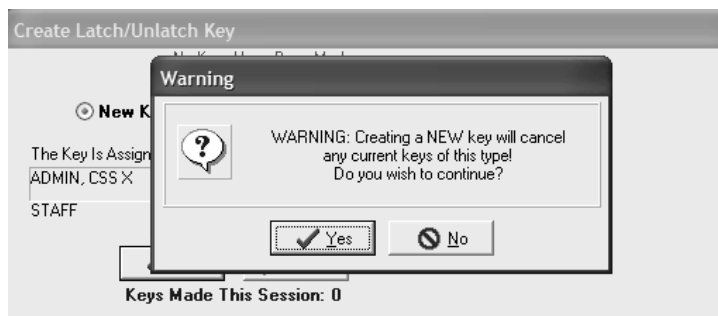 Create Latch/Unlatch Key
Warning
New K
WARNING: Creating a NEW key will cancel
any current keys of this type!
Do you wish to continue?
The Key Is Assign
ADMIN, CSS X
STAFF
Yes
No
Keys Made This Session: 0